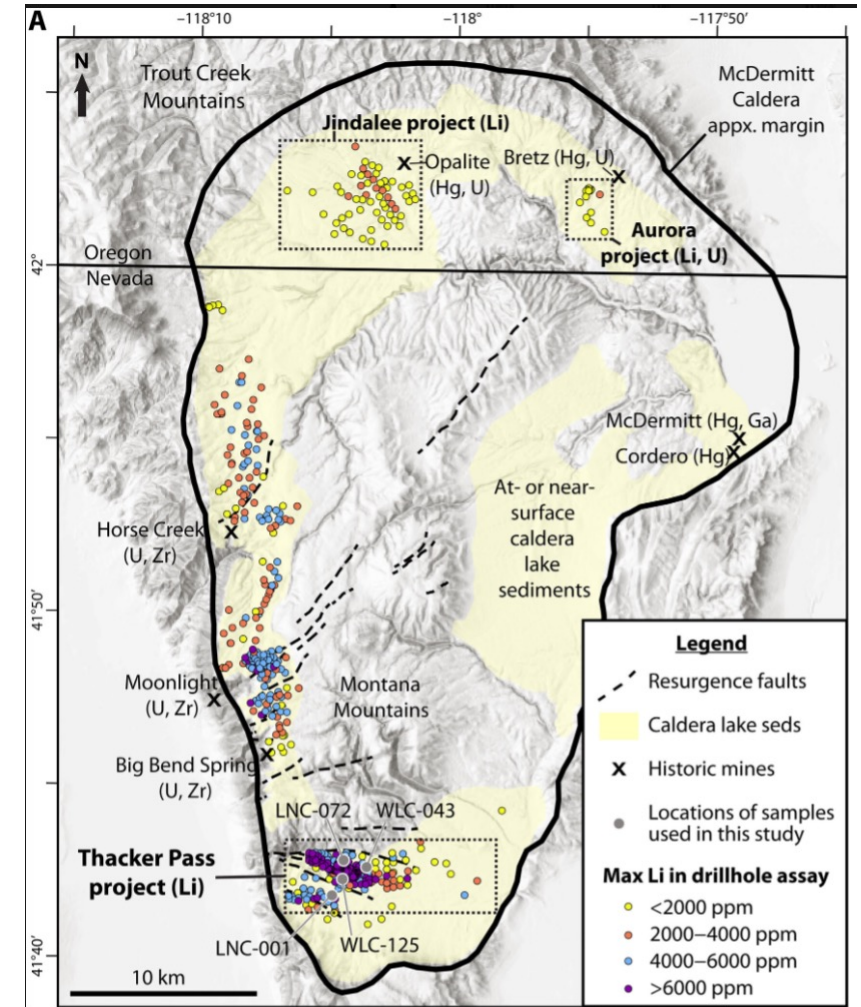 A
–118°10
–118°
–117°50′
N
Trout Creek
Mountains
McDermitt
Caldera
appx. margin
Jindalee project (Li)
Opalite
(Hg, U)
Bretz (Hg, U)
Aurora
project (Li, U)
Oregon
Nevada
42°
McDermitt (Hg, Ga)
Cordero (Hg)
At- or near-
surface
caldera
lake
sediments
Horse Creek
(U, Zr)
41°50′
Moonlight
(U, Zr)
Montana
Mountains
Big Bend Spring
(U, Zr)
LNC-072
WLC-043
Thacker Pass
project (Li)
LNC-001
WLC-125
41°40′
10 km
Legend
Resurgence faults
Caldera lake seds
x Historic mines
Locations of samples
used in this study
Max Li in drillhole assay
<2000 ppm
2000–4000 ppm
4000–6000 ppm
>6000 ppm